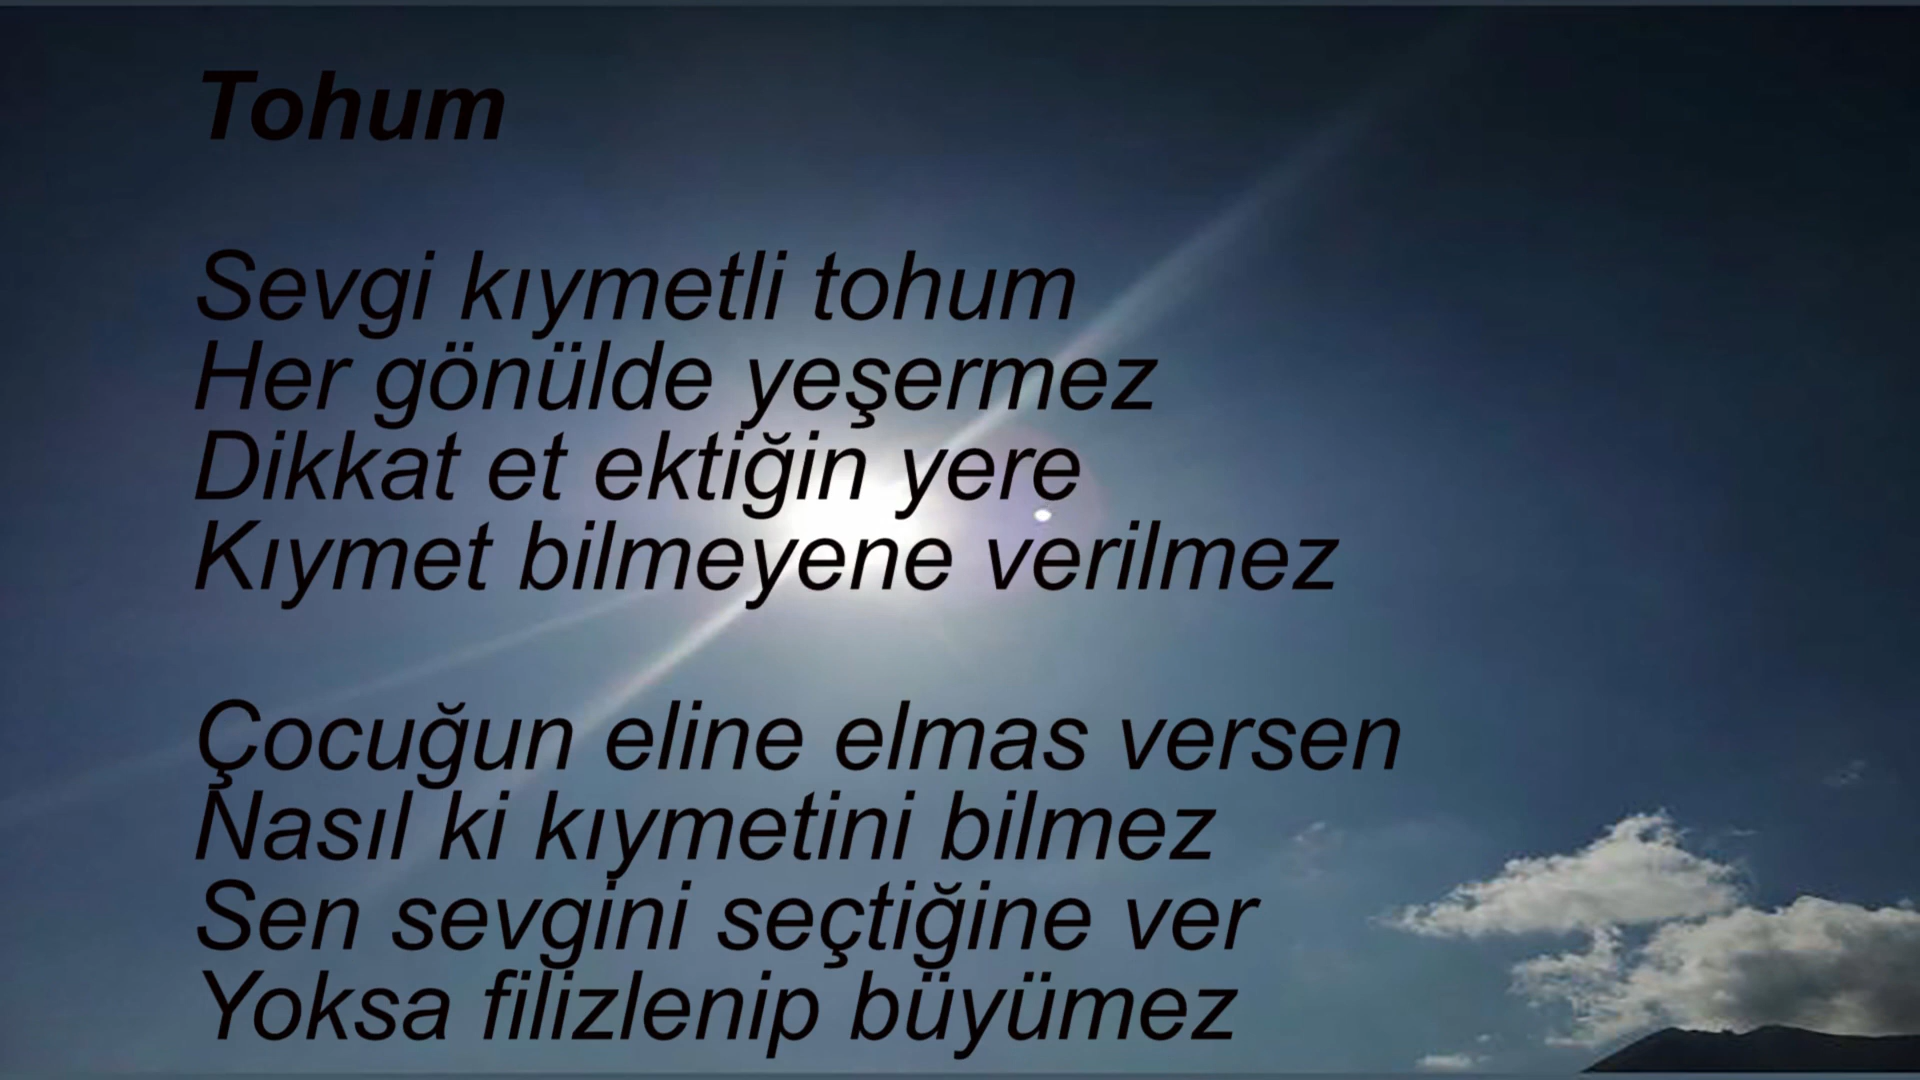 Tohum
Sevgi kıymetli tohum
Her gönülde yeşermez
Dikkat et ektiğin yere
Kıymet bilmeyene verilmez
Çocuğun eline elmas versen
Nasıl ki kıymetini bilmez
Sen sevgini seçtiğine ver
Yoksa filizlenip büyümez